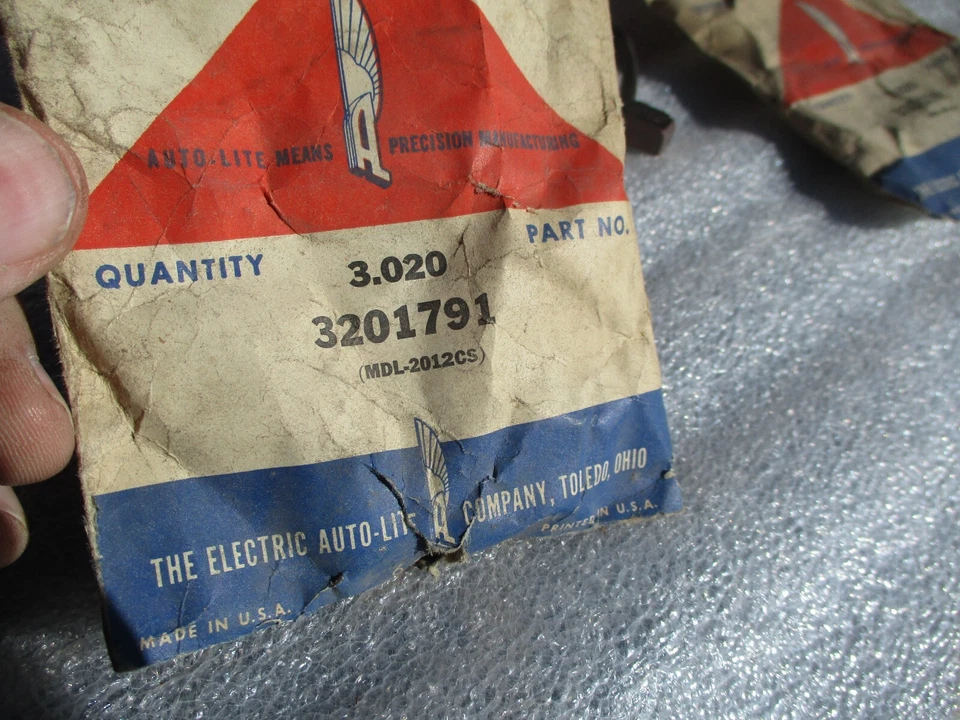 AUTO-LITE MEANS A PRECISION MANUFACTURING
QUANTITY
PART NO.
3.020
3201791
(MDL-2012CS)
THE ELECTRIC AUTO-LITE A COMPANY, TOLEDO, OHIO
MADE IN U.S.A.
PRINTED IN U.S.A.